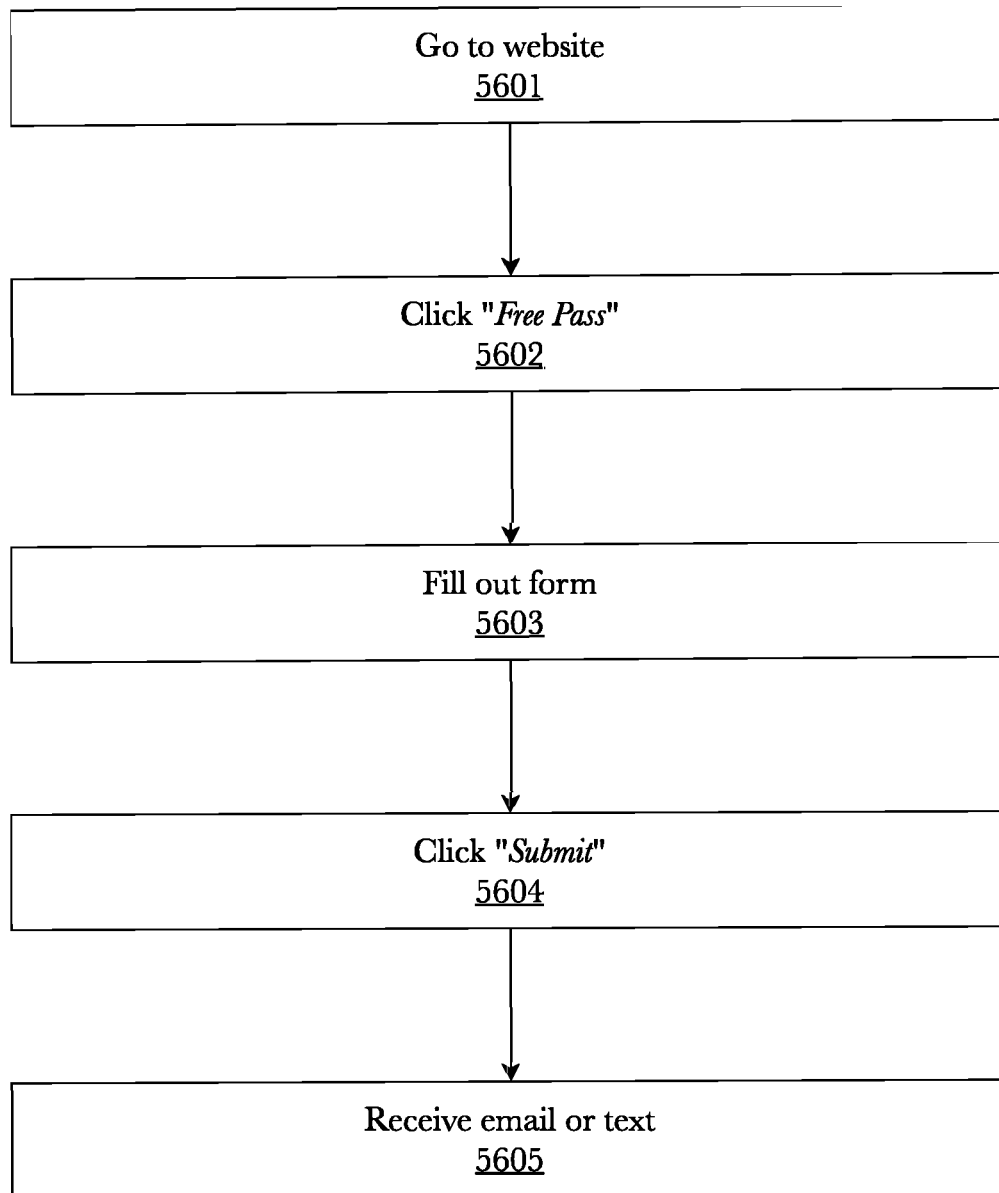 Go to website
5601
Click "Free Pass"
5602
Fill out form
5603
Click "Submit"
5604
Receive email or text
5605